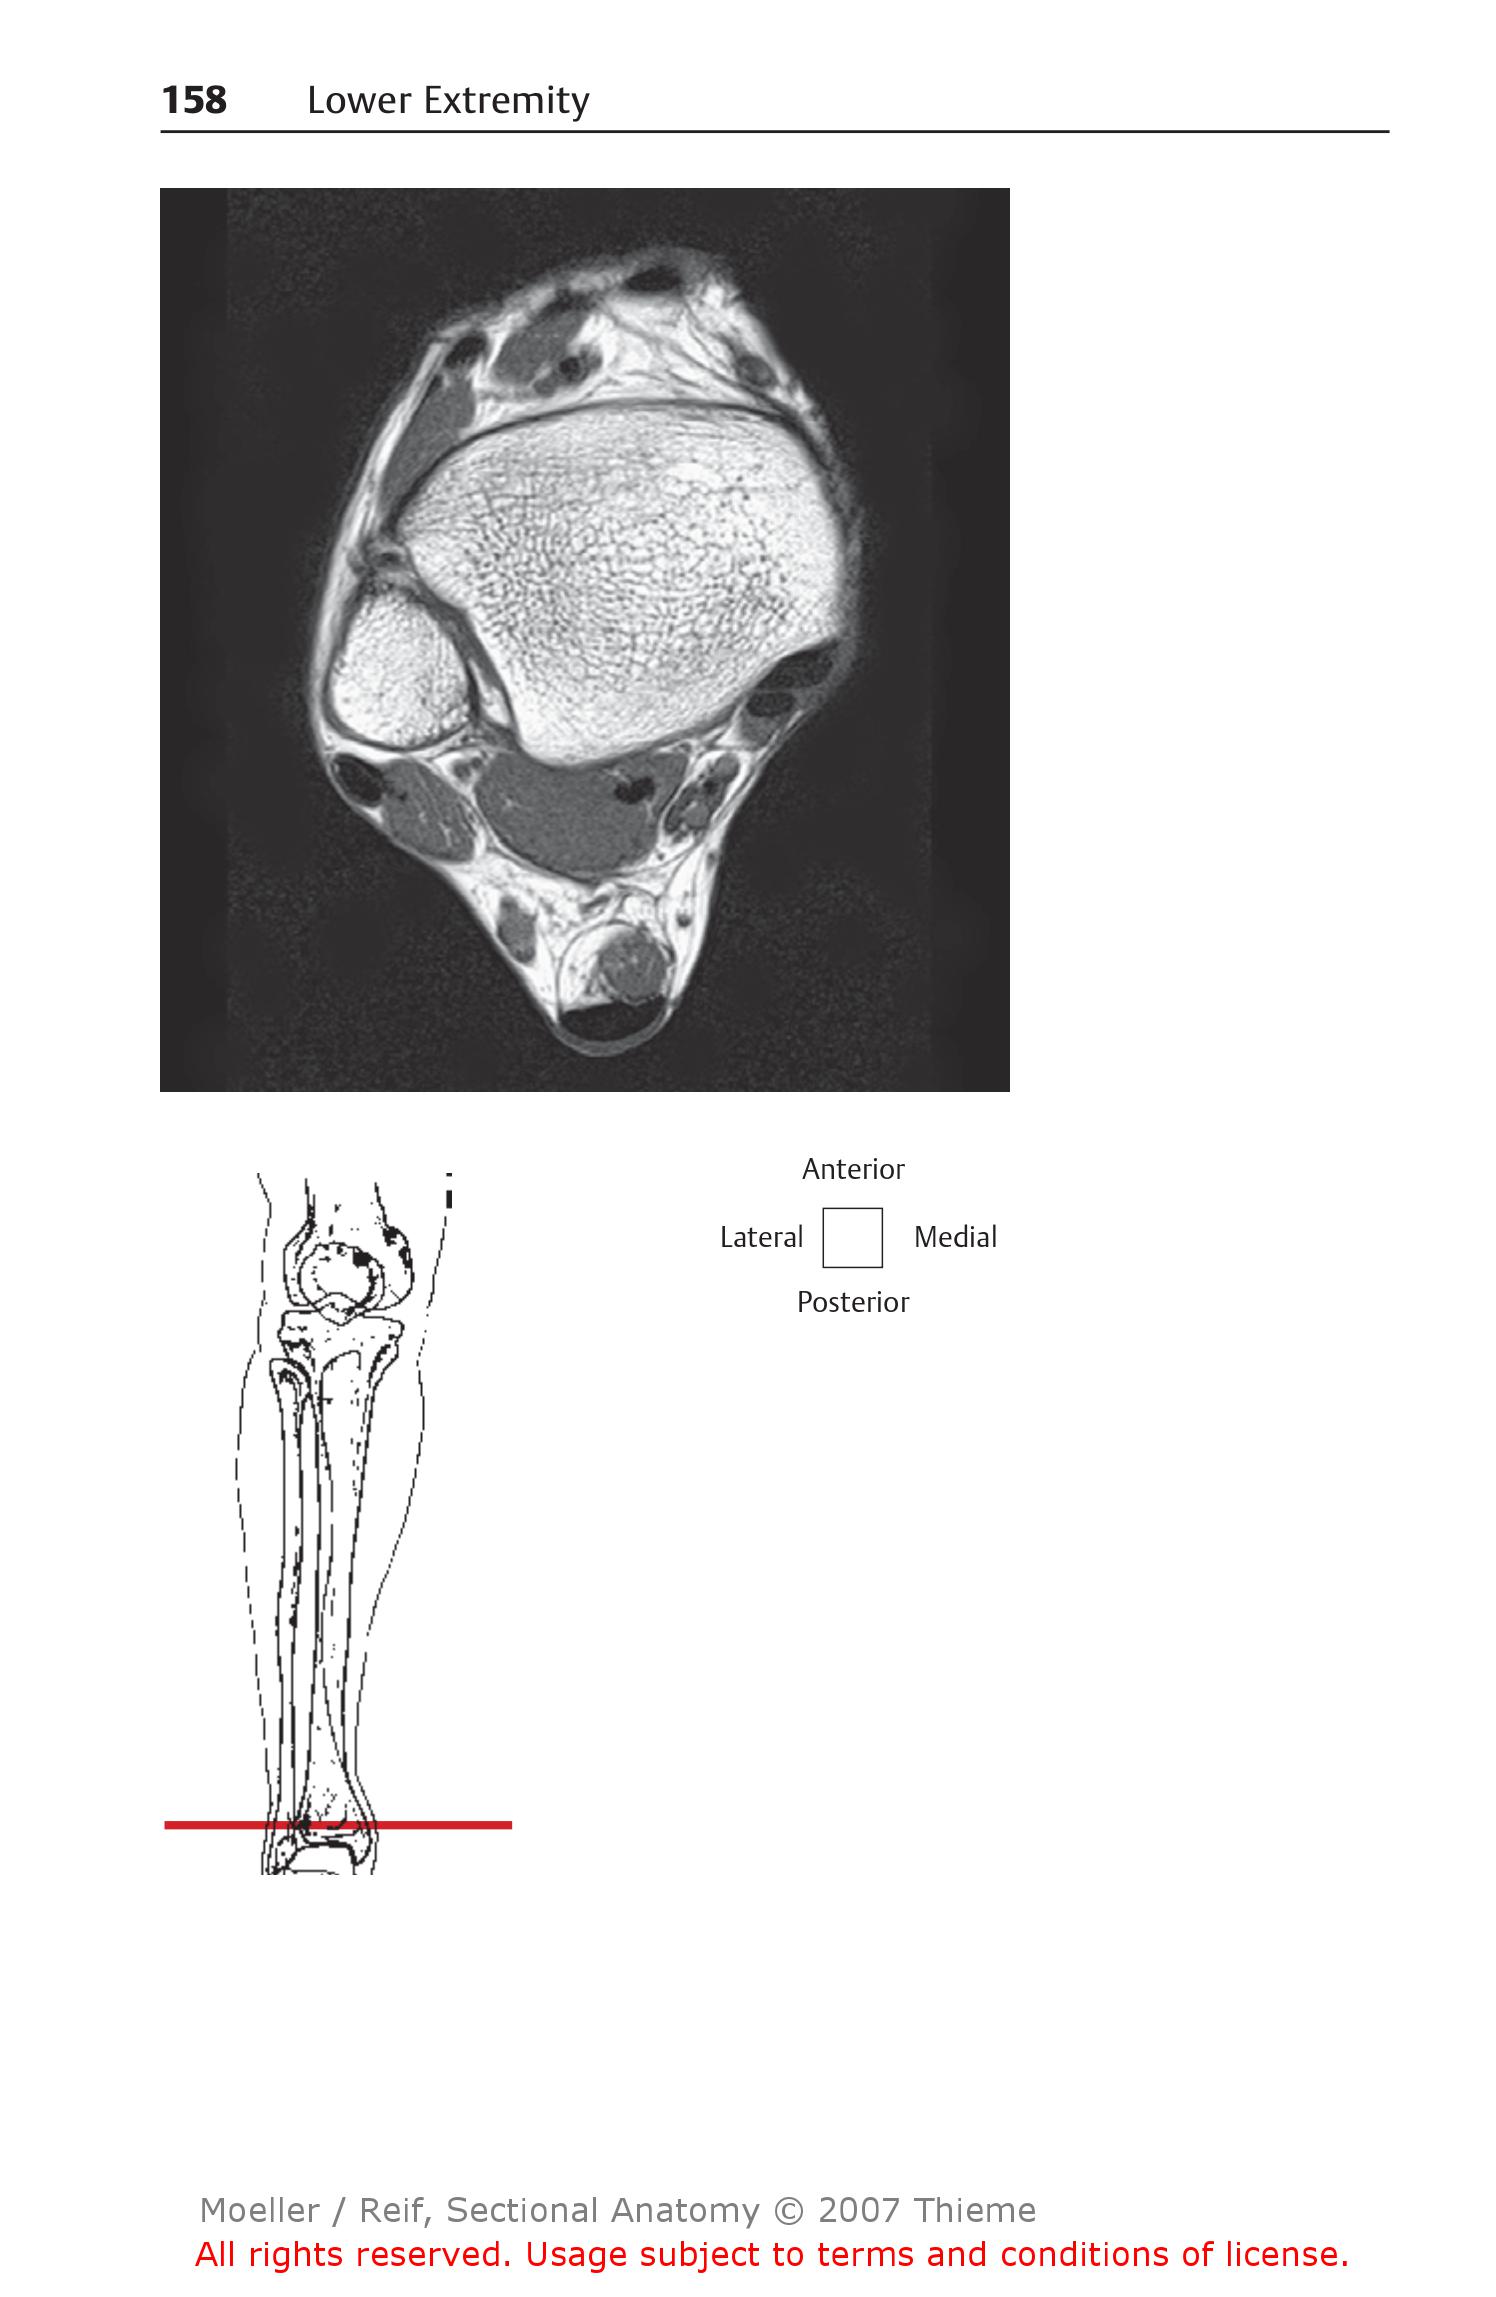 158 Lower Extremity
Anterior
Lateral Medial
Posterior
Moeller / Reif, Sectional Anatomy © 2007 Thieme
All rights reserved. Usage subject to terms and conditions of license.